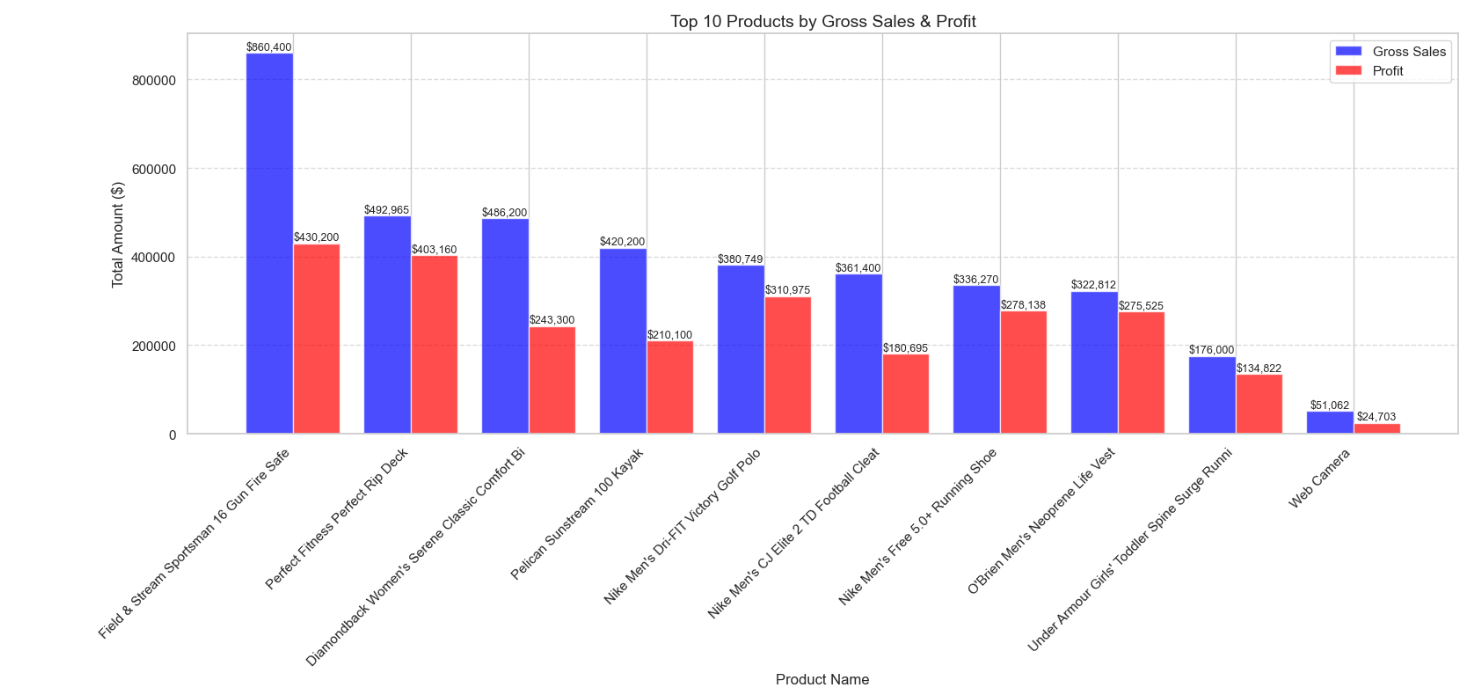 Top 10 Products by Gross Sales & Profit
Gross Sales
Profit
Total Amount ($)
800000
600000
400000
200000
0
$860,400
$430,200
$492,965
$403,160
$486,200
$243,300
$420,200
$210,100
$380,749
$310,975
$361,400
$180,695
$336,270
$278,138
$322,812
$275,525
$176,000
$134,822
$51,062
$24,703
Field & Stream Sportsman 16 Gun Fire Safe
Perfect Fitness Perfect Rip Deck
Diamondback Women's Serene Classic Comfort Bi
Pelican Sunstream 100 Kayak
Nike Men's Dri-FIT Victory Golf Polo
Nike Men's CJ Elite 2 TD Football Cleat
Nike Men's Free 5.0+ Running Shoe
O'Brien Men's Neoprene Life Vest
Under Armour Girls' Toddler Spine Surge Runni
Web Camera
Product Name